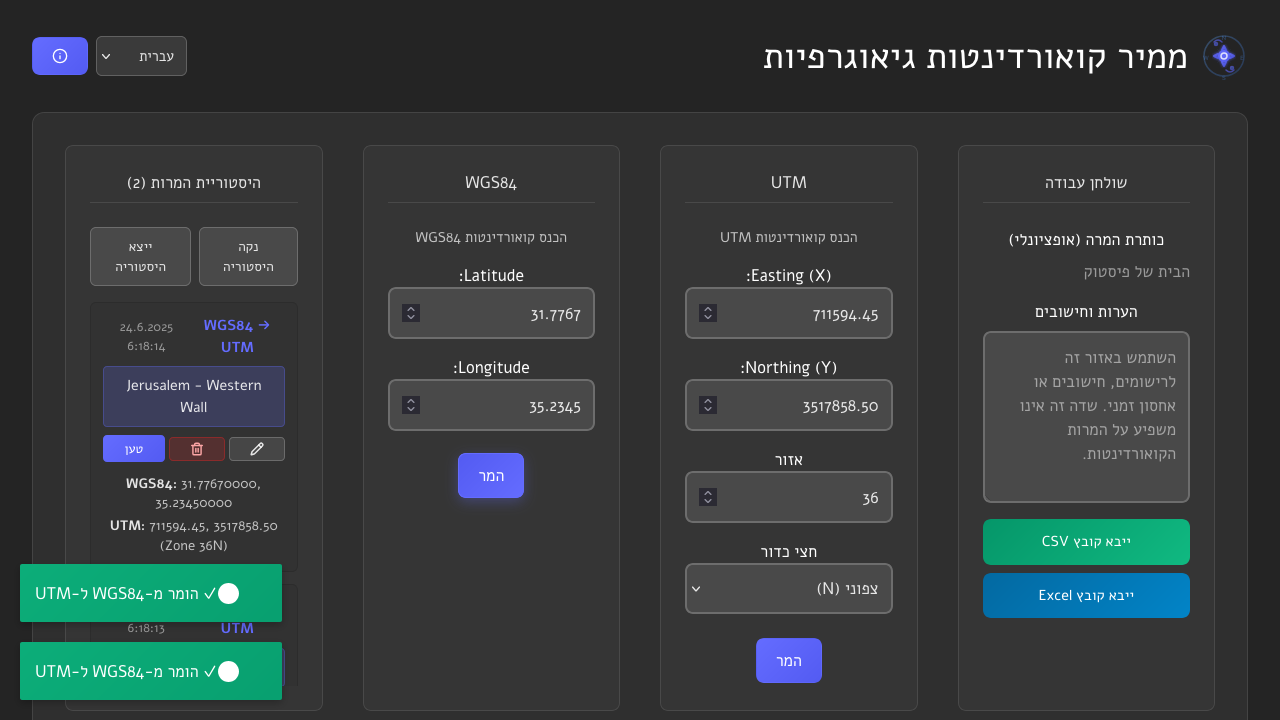 ממיר קואורדינטות גיאוגרפיות
עברית
שולחן עבודה
כותרת המרה (אופציונלי)
הבית של פיסטוק
הערות וחישובים
השתמש באזור זה
לרישומים, חישובים או
אחסון זמני. שדה זה אינו
משפיע על המרות
הקואורדינטות.
ייבא קובץ CSV
ייבא קובץ Excel
UTM
הכנס קואורדינטות UTM
Easting (X):
711594.45
Northing (Y):
3517858.50
אזור
36
חצי כדור
צפוני (N)
המר
WGS84
הכנס קואורדינטות WGS84
Latitude:
31.7767
Longitude:
35.2345
המר
היסטוריית המרות (2)
נקה
היסטוריה
ייצא
היסטוריה
WGS84 →
UTM
24.6.2025
6:18:14
Jerusalem - Western
Wall
טען
WGS84: 31.77670000,
35.23450000
UTM: 711594.45, 3517858.50
(Zone 36N)
UTM
6:18:13
✓ הומר מ-WGS84 ל-UTM
✓ הומר מ-WGS84 ל-UTM